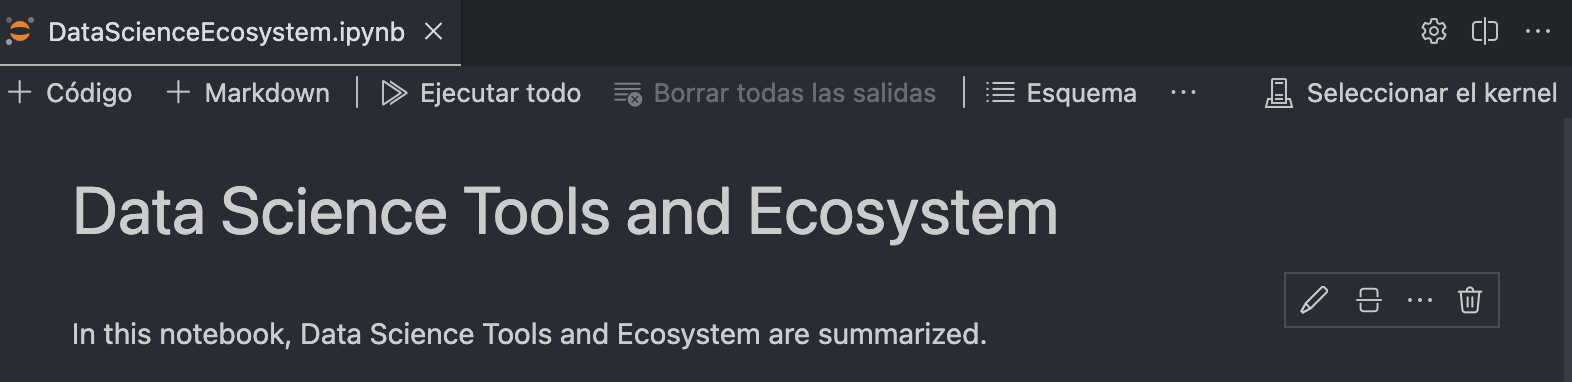 DataScienceEcosystem.ipynb
Código Markdown Ejecutar todo Borrar todas las salidas Esquema Seleccionar el kernel
Data Science Tools and Ecosystem
In this notebook, Data Science Tools and Ecosystem are summarized.